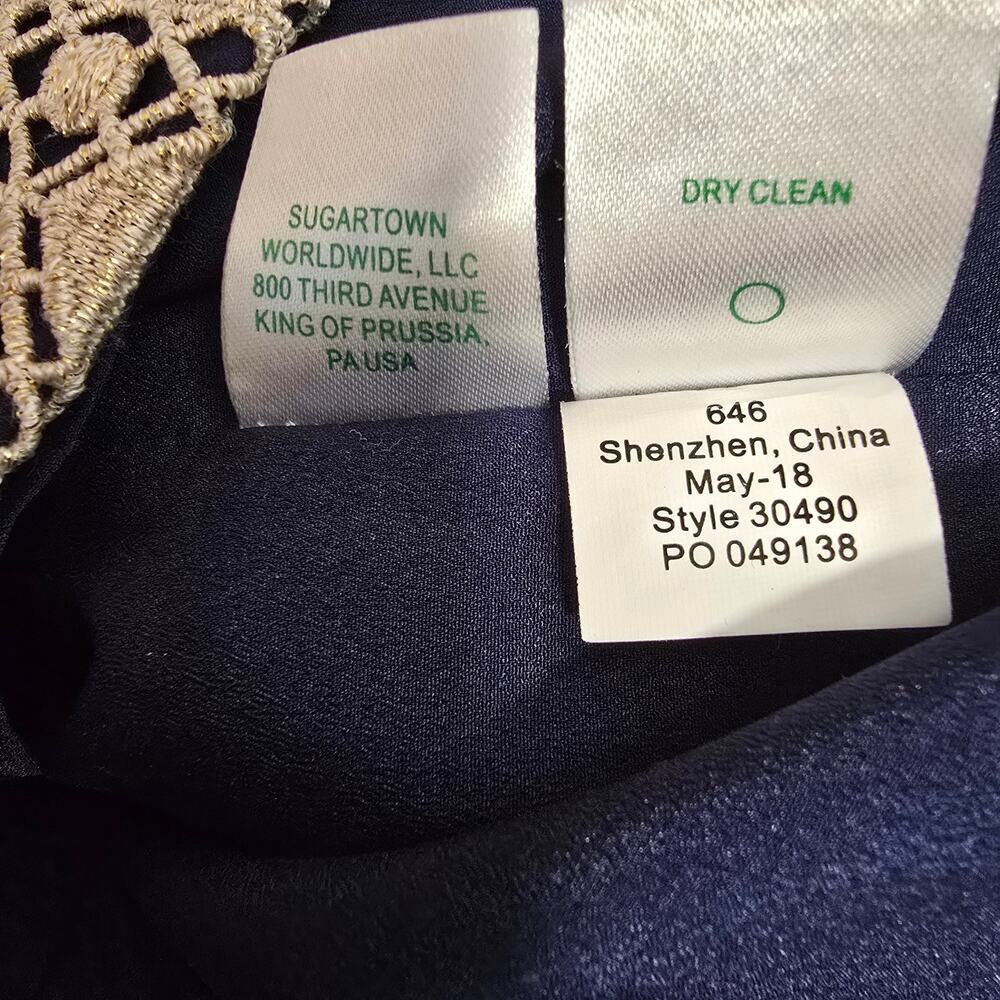 SUGARTOWN
WORLDWIDE, LLC
800 THIRD AVENUE
KING OF PRUSSIA,
PA USA
DRY CLEAN
646
Shenzhen, China
May-18
Style 30490
PO 049138